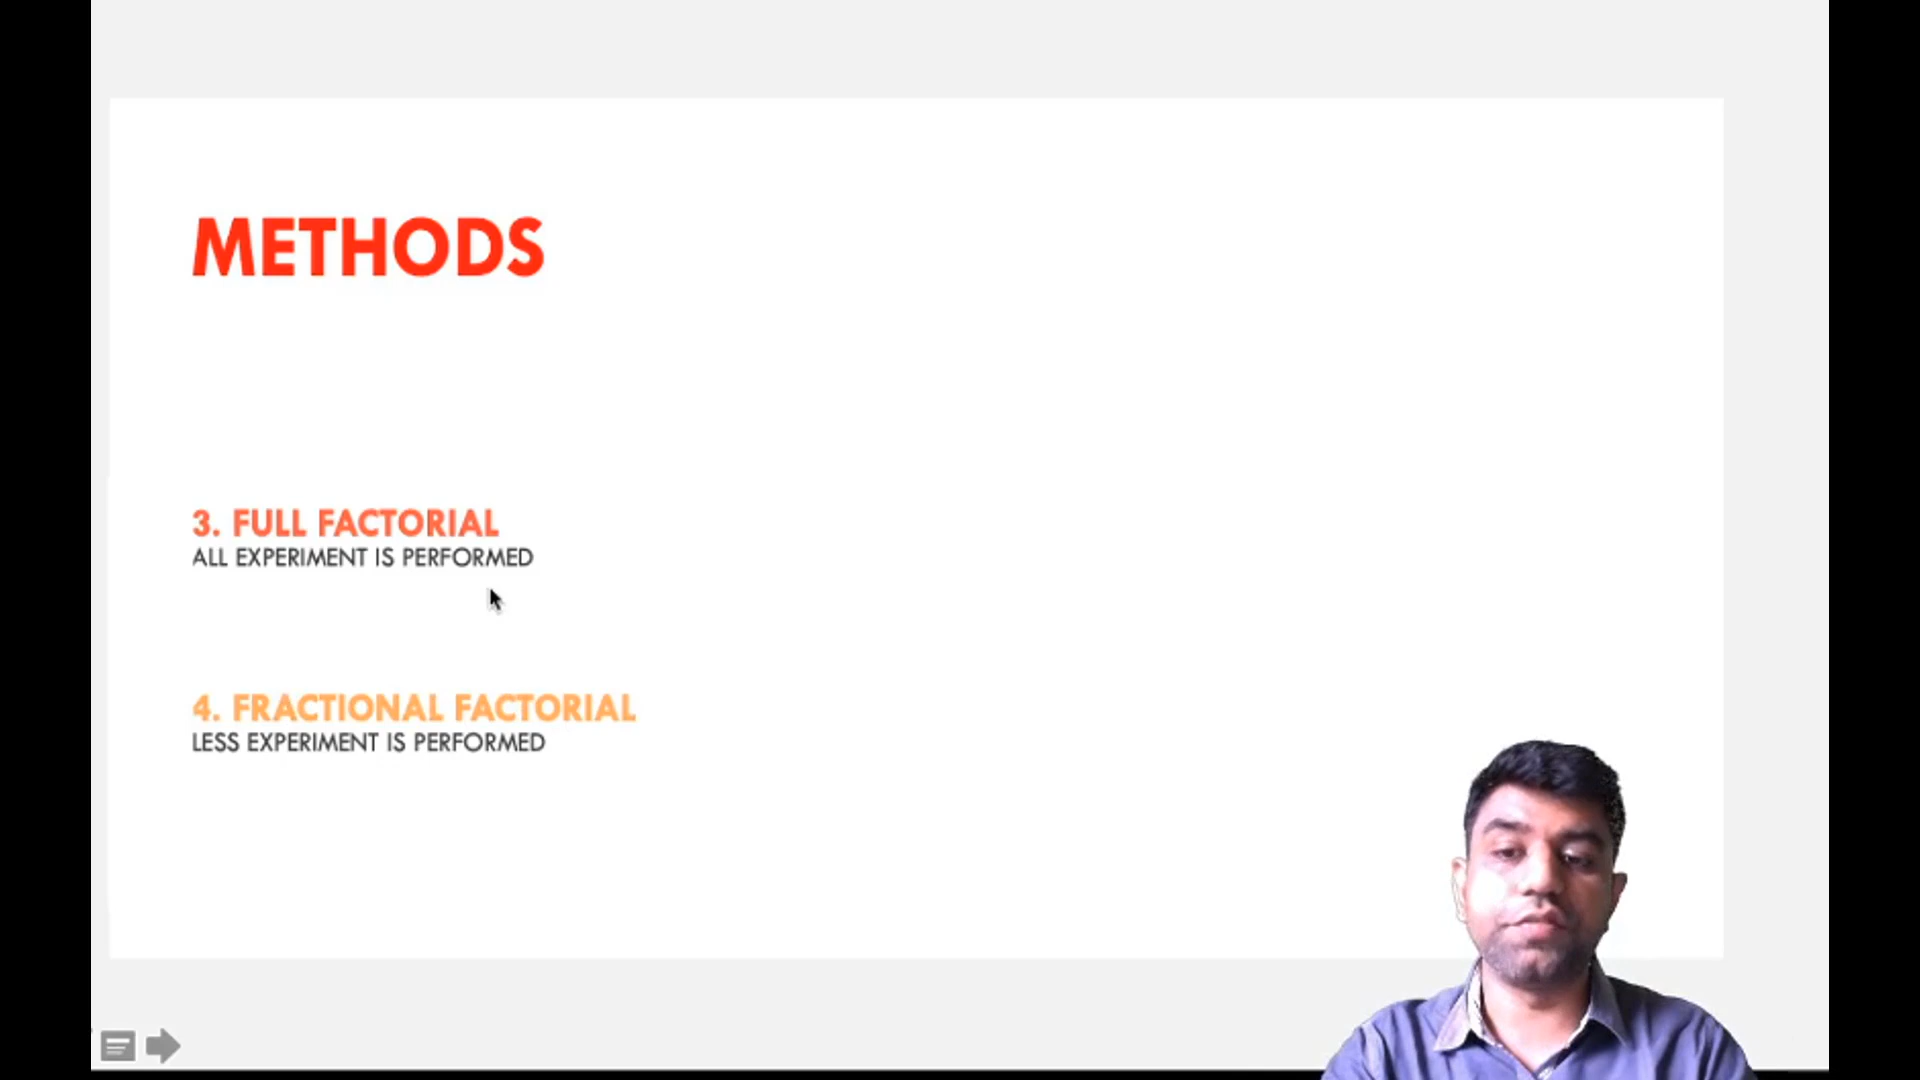 METHODS
3. FULL FACTORIAL
ALL EXPERIMENT IS PERFORMED
4. FRACTIONAL FACTORIAL
LESS EXPERIMENT IS PERFORMED